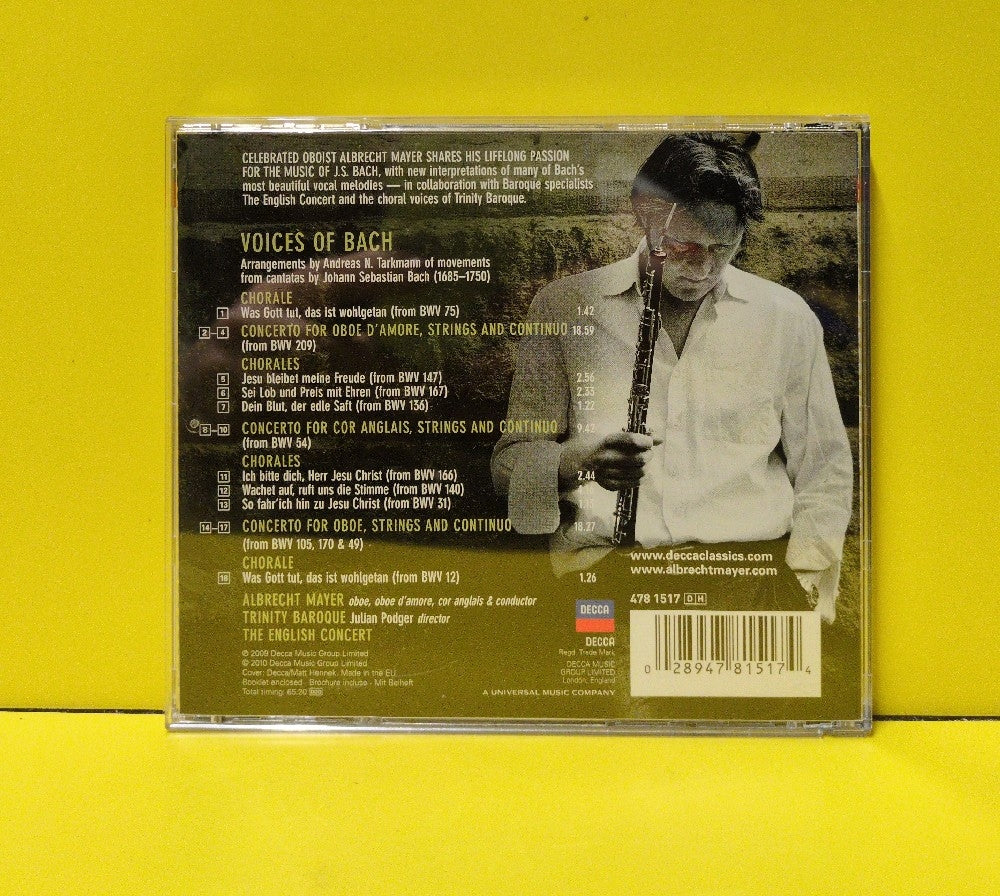 CELEBRATED OBOIST ALBRECHT MAYER SHARES HIS LIFELONG PASSION
FOR THE MUSIC OF J.S. BACH, with new interpretations of many of Bach's
most beautiful vocal melodies — in collaboration with Baroque specialists
The English Concert and the choral voices of Trinity Baroque.
VOICES OF BACH
Arrangements by Andreas N. Tarkmann of movements
from cantatas by Johann Sebastian Bach (1685–1750)
CHORALE
1 Was Gott tut, das ist wohlgetan (from BWV 75) 1.42
2–4 CONCERTO FOR OBOE D'AMORE, STRINGS AND CONTINUO 18.59
(from BWV 209)
CHORALES
5 Jesu bleibet meine Freude (from BWV 147) 2.56
6 Sei Lob und Preis mit Ehren (from BWV 167) 2.33
7 Dein Blut, der edle Saft (from BWV 136) 1.22
8–10 CONCERTO FOR COR ANGLAIS, STRINGS AND CONTINUO 9.42
(from BWV 54)
CHORALES
11 Ich bitte dich, Herr Jesu Christ (from BWV 166) 2.44
12 Wachet auf, ruft uns die Stimme (from BWV 140)
13 So fahr'ich hin zu Jesu Christ (from BWV 31)
14–17 CONCERTO FOR OBOE, STRINGS AND CONTINUO 18.27
(from BWV 105, 170 & 49)
CHORALE
18 Was Gott tut, das ist wohlgetan (from BWV 12) 1.26
ALBRECHT MAYER oboe, oboe d'amore, cor anglais & conductor
TRINITY BAROQUE Julian Podger director
THE ENGLISH CONCERT
℗ 2009 Decca Music Group Limited
© 2010 Decca Music Group Limited
Cover: Decca/Matt Hennek. Made in the EU
Booklet enclosed · Brochure incluse · Mit Beiheft
Total timing: 65.20
DECCA
DECCA
Regd. Trade Mark
DECCA MUSIC
GROUP LIMITED
London, England
A UNIVERSAL MUSIC COMPANY
www.deccaclassics.com
www.albrechtmayer.com
478 1517 D H
0 28947 81517 4